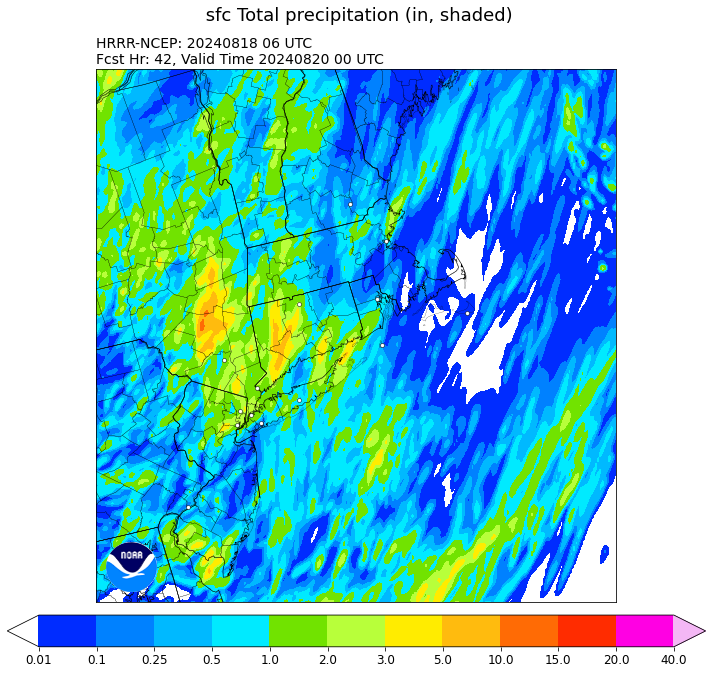 sfc Total precipitation (in, shaded)
HRRR-NCEP: 20240818 06 UTC
Fcst Hr: 42, Valid Time 20240820 00 UTC
NOAA
0.01 0.1 0.25 0.5 1.0 2.0 3.0 5.0 10.0 15.0 20.0 40.0